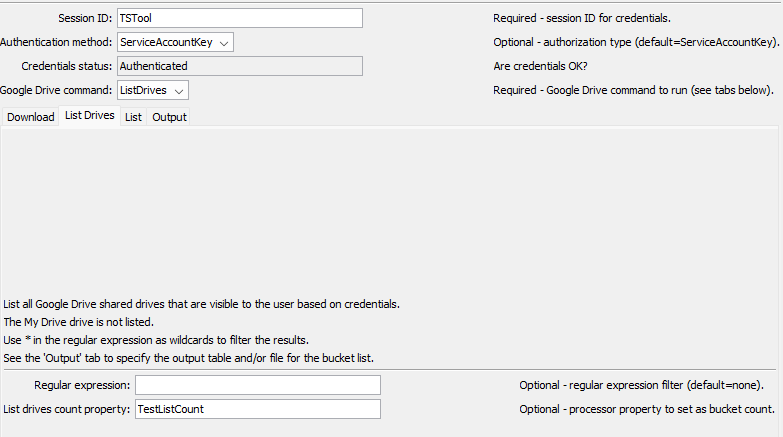 Session ID: TSTool Required - session ID for credentials.
Authentication method: ServiceAccountKey Optional - authorization type (default=ServiceAccountKey).
Credentials status: Authenticated Are credentials OK?
Google Drive command: ListDrives Required - Google Drive command to run (see tabs below).
Download List Drives List Output
List all Google Drive shared drives that are visible to the user based on credentials.
The My Drive drive is not listed.
Use * in the regular expression as wildcards to filter the results.
See the 'Output' tab to specify the output table and/or file for the bucket list.
Regular expression: Optional - regular expression filter (default=none).
List drives count property: TestListCount Optional - processor property to set as bucket count.